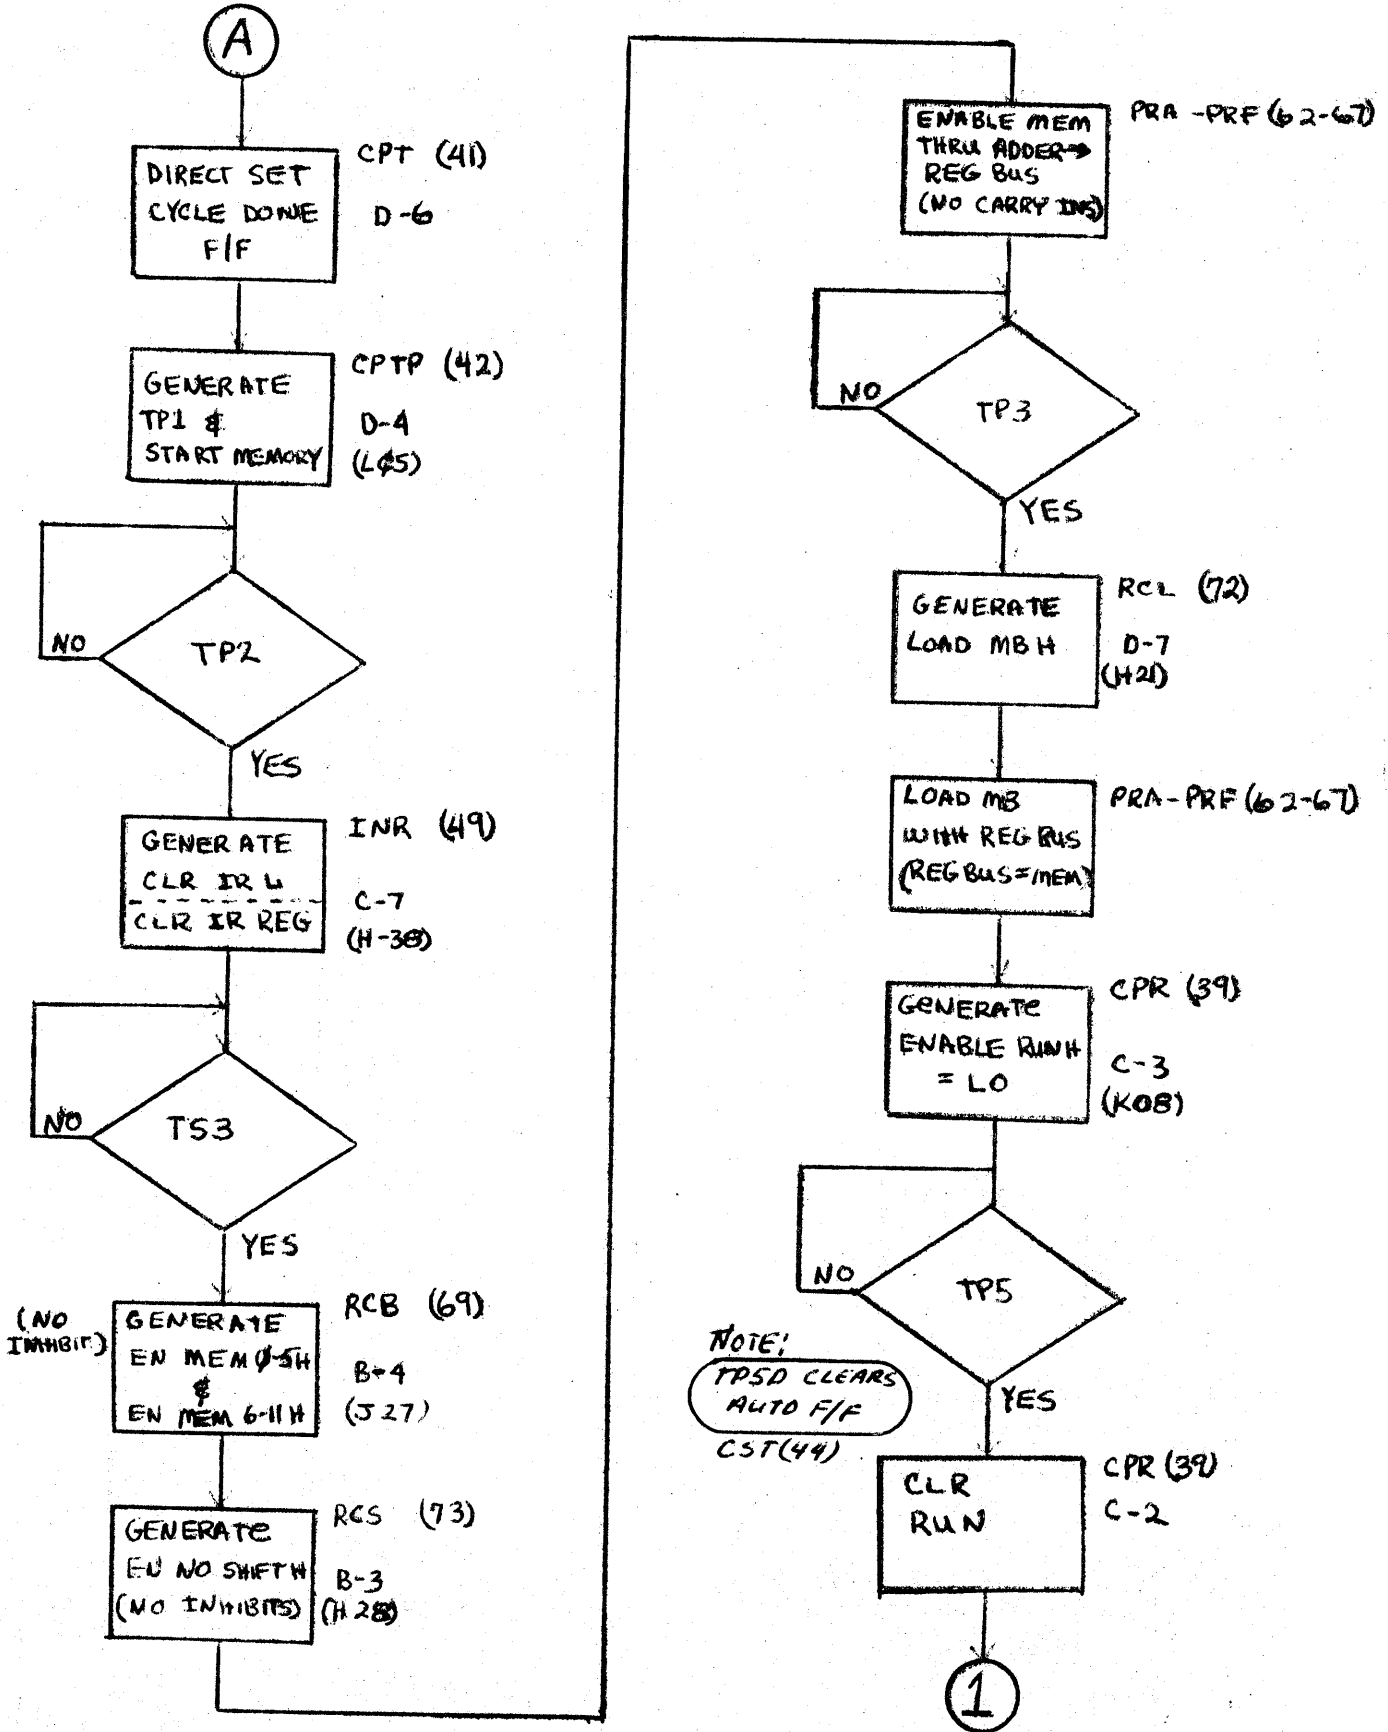 A
DIRECT SET
CYCLE DONE
F/F
CPT (41)
D-6
GENERATE
TP1 &
START MEMORY
CPTP (42)
D-4
(LØ5)
TP2
NO
YES
GENERATE
CLR IR L
CLR IR REG
INR (49)
C-7
(H-38)
TS3
NO
YES
(NO
INHIBIT)
GENERATE
EN MEM Ø-5H
&
EN MEM 6-11 H
RCB (69)
B-4
(J27)
GENERATE
EN NO SHIFT H
(NO INHIBITS)
RCS (73)
B-3
(H28)
ENABLE MEM
THRU ADDER→
REG BUS
(NO CARRY INS)
PRA -PRF (62-67)
TP3
NO
YES
GENERATE
LOAD MB H
RCL (72)
D-7
(H21)
LOAD MB
WITH REG BUS
(REG BUS=MEM)
PRA-PRF (62-67)
GENERATE
ENABLE RUN H
= LO
CPR (39)
C-3
(K08)
TP5
NO
YES
NOTE:
TP5D CLEARS
AUTO F/F
CST(44)
CLR
RUN
CPR (39)
C-2
1